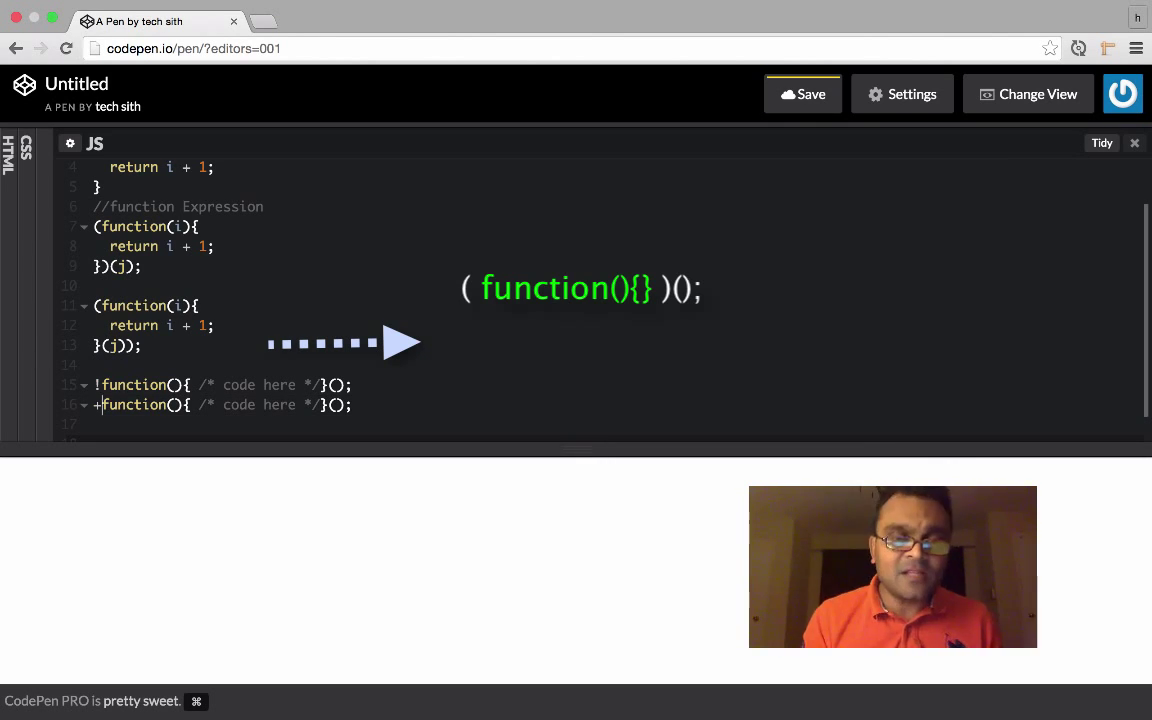 A Pen by tech sith
h
codepen.io/pen/?editors=001
Untitled
A PEN BY tech sith
Save
Settings
Change View
HTML
CSS
JS
Tidy
4 return i + 1;
5 }
6 //function Expression
7 (function(i){
8 return i + 1;
9 })(j);
10
11 (function(i){
12 return i + 1;
13 }(j));
14
15 !function(){ /* code here */}();
16 +function(){ /* code here */}();
17
( function(){} )();
CodePen PRO is pretty sweet. ⌘